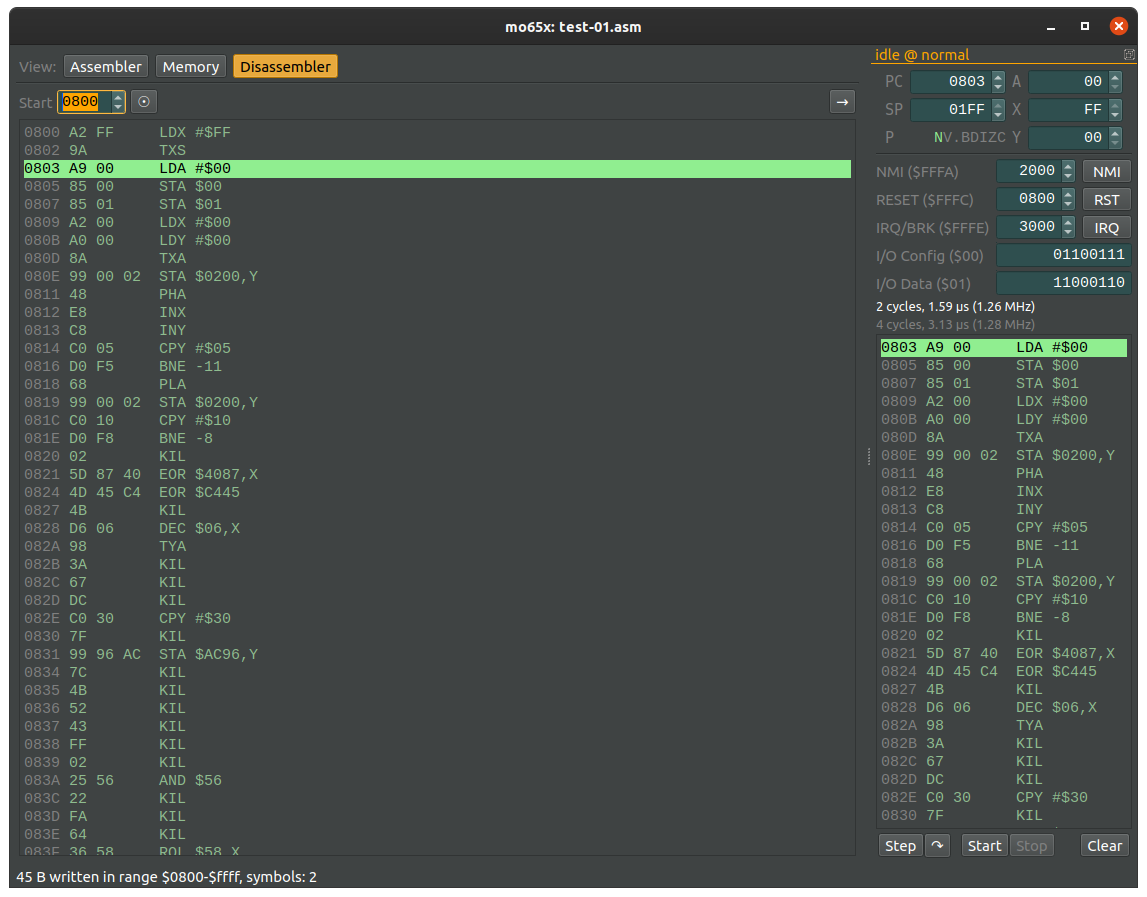 mo65x: test-01.asm
View: Assembler Memory Disassembler
Start 0800 →
0800 A2 FF LDX #$FF
0802 9A TXS
0803 A9 00 LDA #$00
0805 85 00 STA $00
0807 85 01 STA $01
0809 A2 00 LDX #$00
080B A0 00 LDY #$00
080D 8A TXA
080E 99 00 02 STA $0200,Y
0811 48 PHA
0812 E8 INX
0813 C8 INY
0814 C0 05 CPY #$05
0816 D0 F5 BNE -11
0818 68 PLA
0819 99 00 02 STA $0200,Y
081C C0 10 CPY #$10
081E D0 F8 BNE -8
0820 02 KIL
0821 5D 87 40 EOR $4087,X
0824 4D 45 C4 EOR $C445
0827 4B KIL
0828 D6 06 DEC $06,X
082A 98 TYA
082B 3A KIL
082C 67 KIL
082D DC KIL
082E C0 30 CPY #$30
0830 7F KIL
0831 99 96 AC STA $AC96,Y
0834 7C KIL
0835 4B KIL
0836 52 KIL
0837 43 KIL
0838 FF KIL
0839 02 KIL
083A 25 56 AND $56
083C 22 KIL
083D FA KIL
083E 64 KIL
083F 36 58 ROL $58,X
idle @ normal
PC 0803 A 00
SP 01FF X FF
P NV.BDIZC Y 00
NMI ($FFFA) 2000 NMI
RESET ($FFFC) 0800 RST
IRQ/BRK ($FFFE) 3000 IRQ
I/O Config ($00) 01100111
I/O Data ($01) 11000110
2 cycles, 1.59 µs (1.26 MHz)
4 cycles, 3.13 µs (1.28 MHz)
0803 A9 00 LDA #$00
0805 85 00 STA $00
0807 85 01 STA $01
0809 A2 00 LDX #$00
080B A0 00 LDY #$00
080D 8A TXA
080E 99 00 02 STA $0200,Y
0811 48 PHA
0812 E8 INX
0813 C8 INY
0814 C0 05 CPY #$05
0816 D0 F5 BNE -11
0818 68 PLA
0819 99 00 02 STA $0200,Y
081C C0 10 CPY #$10
081E D0 F8 BNE -8
0820 02 KIL
0821 5D 87 40 EOR $4087,X
0824 4D 45 C4 EOR $C445
0827 4B KIL
0828 D6 06 DEC $06,X
082A 98 TYA
082B 3A KIL
082C 67 KIL
082D DC KIL
082E C0 30 CPY #$30
0830 7F KIL
Step ↷ Start Stop Clear
45 B written in range $0800-$ffff, symbols: 2